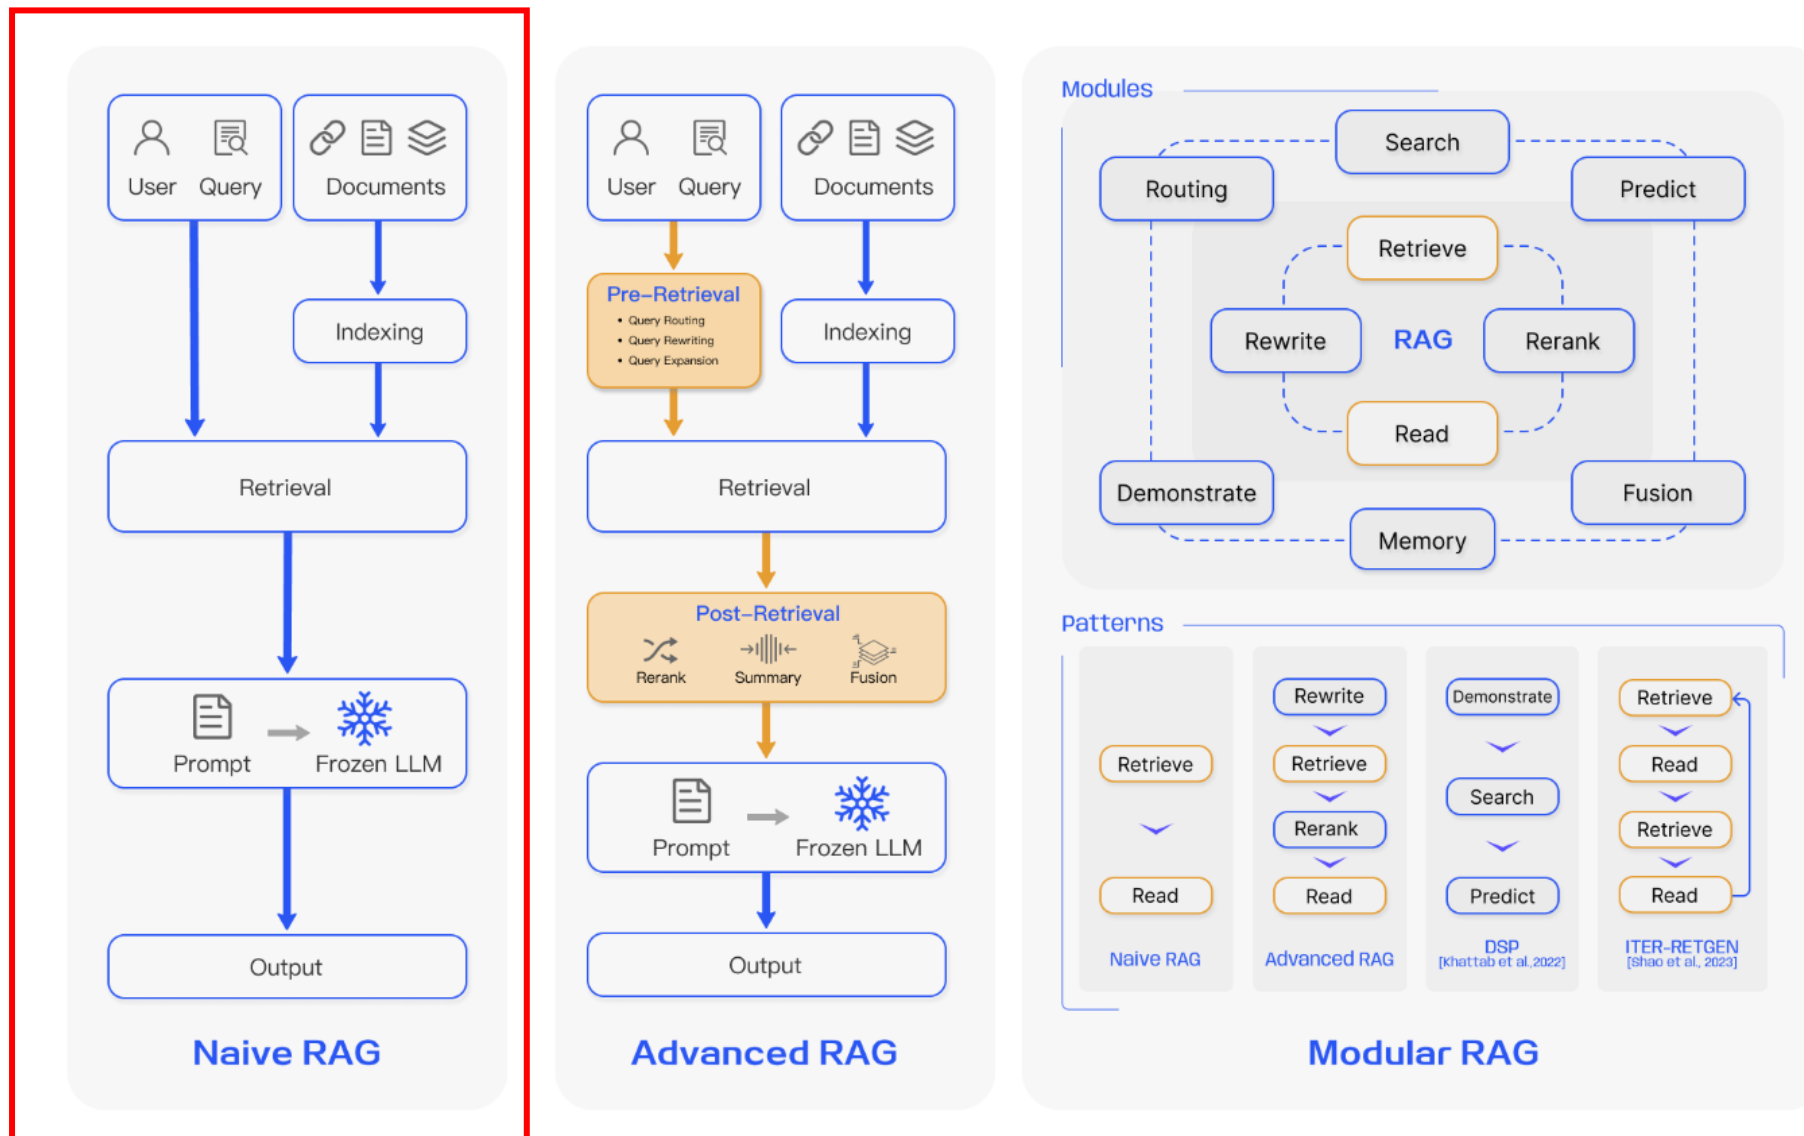 User Query
Documents
Indexing
Retrieval
Prompt
Frozen LLM
Output
Naive RAG
User Query
Documents
Pre-Retrieval
• Query Routing
• Query Rewriting
• Query Expansion
Indexing
Retrieval
Post-Retrieval
Rerank
Summary
Fusion
Prompt
Frozen LLM
Output
Advanced RAG
Modules
Search
Routing
Predict
Retrieve
Rewrite
RAG
Rerank
Read
Demonstrate
Fusion
Memory
Patterns
Retrieve
Read
Naive RAG
Rewrite
Retrieve
Rerank
Read
Advanced RAG
Demonstrate
Search
Predict
DSP
[Khattab et al.,2022]
Retrieve
Read
Retrieve
Read
ITER-RETGEN
[Shao et al., 2023]
Modular RAG